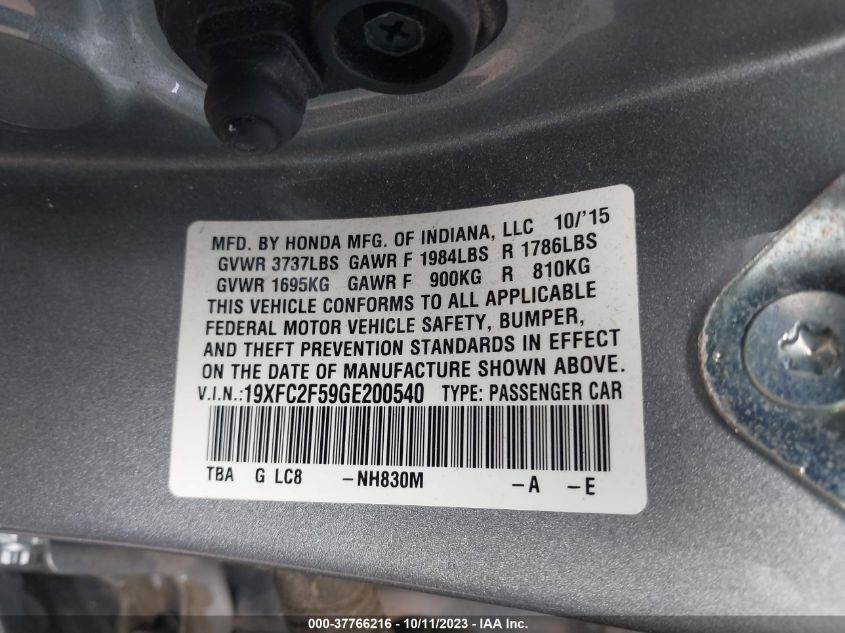 MFD. BY HONDA MFG. OF INDIANA, LLC 10/'15
GVWR 3737LBS GAWR F 1984LBS R 1786LBS
GVWR 1695KG GAWR F 900KG R 810KG
THIS VEHICLE CONFORMS TO ALL APPLICABLE
FEDERAL MOTOR VEHICLE SAFETY, BUMPER,
AND THEFT PREVENTION STANDARDS IN EFFECT
ON THE DATE OF MANUFACTURE SHOWN ABOVE.
V.I.N.:19XFC2F59GE200540 TYPE: PASSENGER CAR
TBA G LC8 -NH830M -A -E
000-37766216 - 10/11/2023 - IAA Inc.